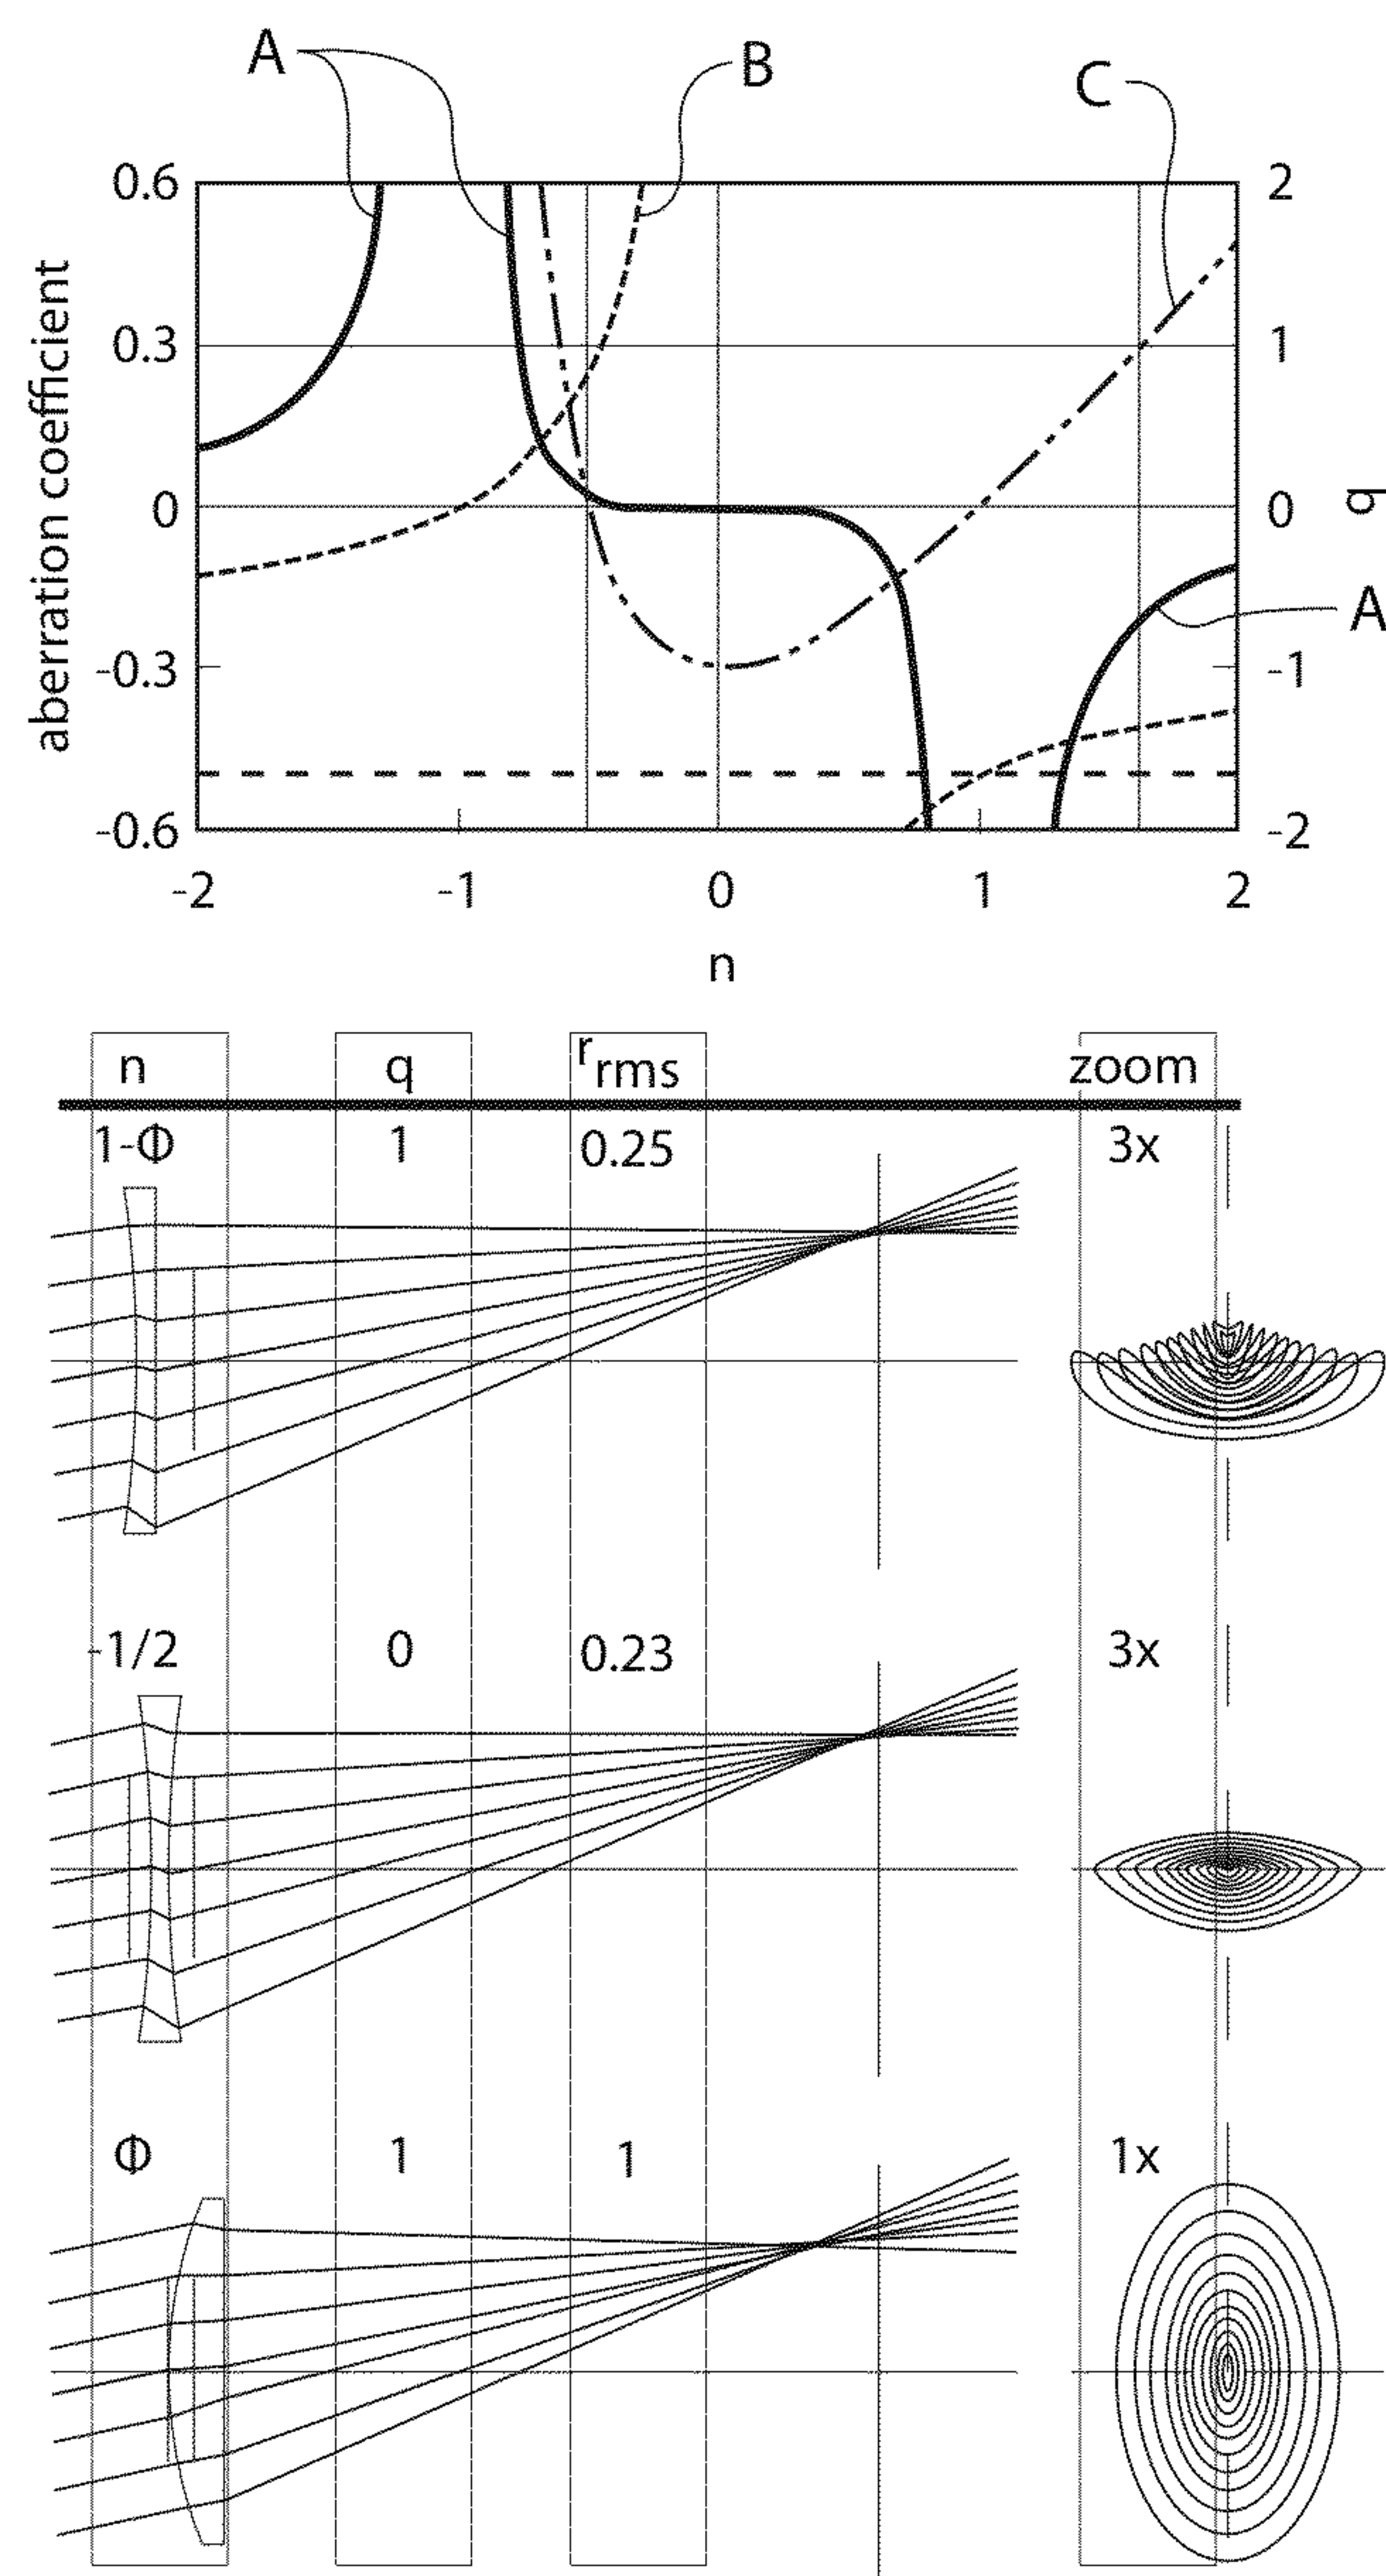 A
B
C
0.6
2
0.3
1
0
0
-0.3
-1
-0.6
-2
aberration coefficient
q
A
-2
-1
0
1
2
n
n q rrms zoom
1-Φ 1 0.25 3x
-1/2 0 0.23 3x
Φ 1 1 1x